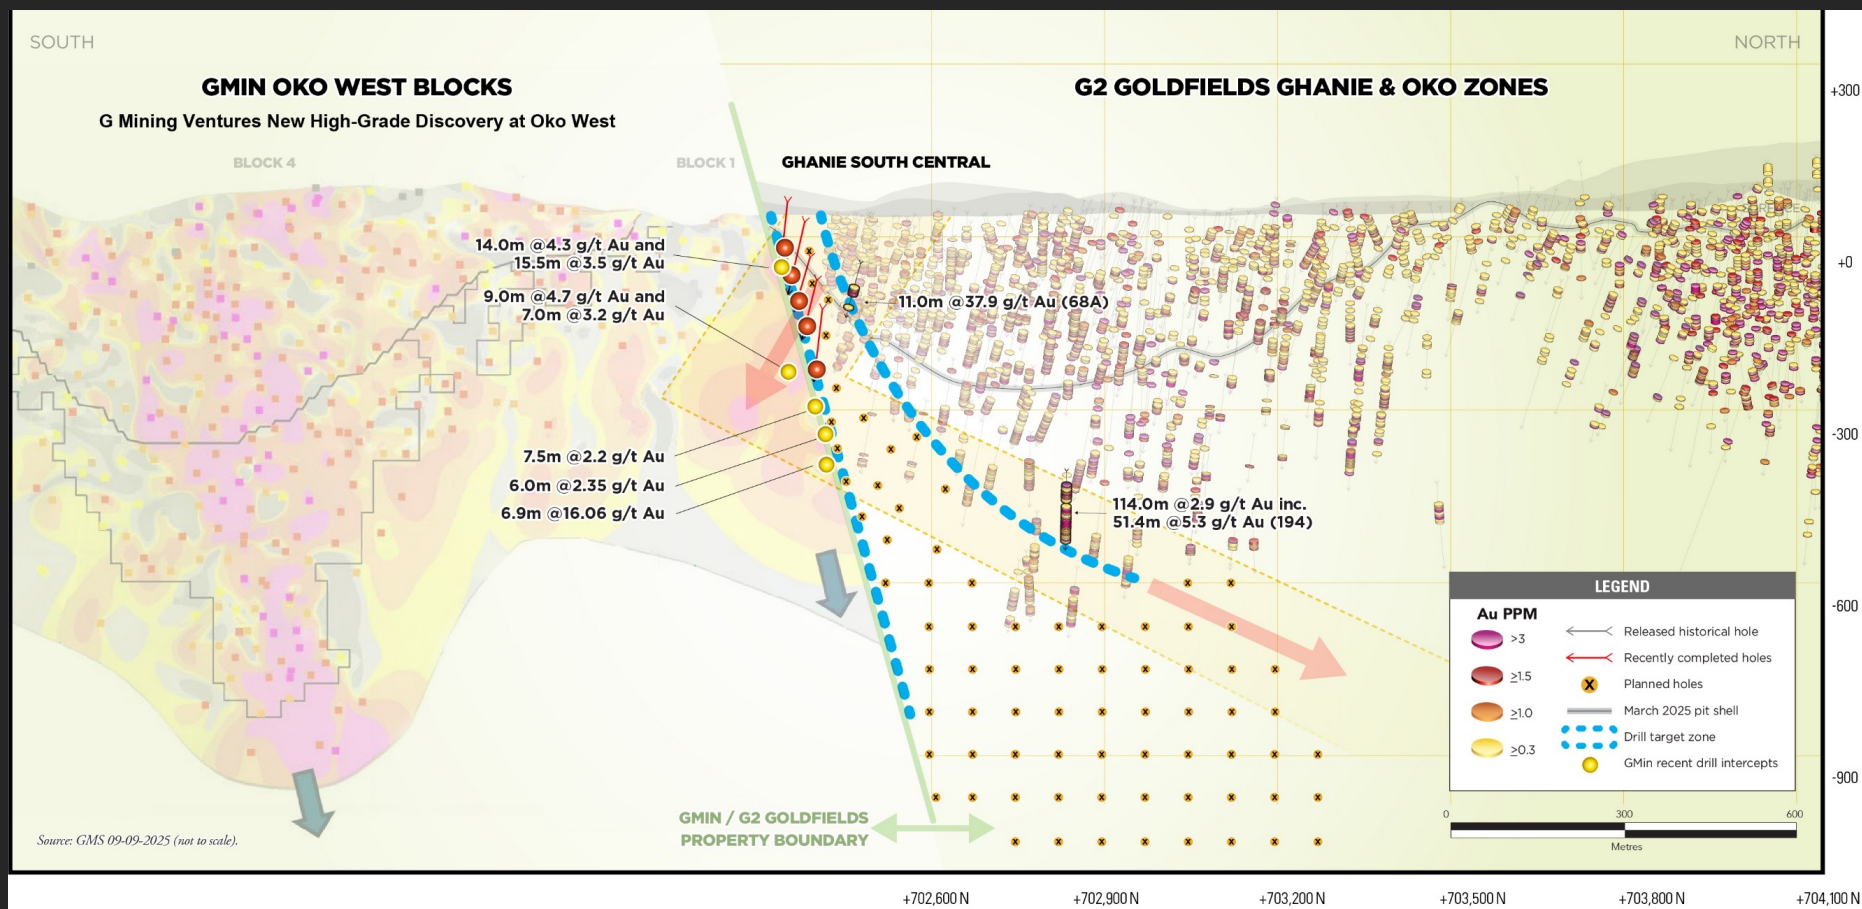 SOUTH
NORTH
GMIN OKO WEST BLOCKS
G Mining Ventures New High-Grade Discovery at Oko West
G2 GOLDFIELDS GHANIE & OKO ZONES
BLOCK 4
BLOCK 1
GHANIE SOUTH CENTRAL
14.0m @4.3 g/t Au and
15.5m @3.5 g/t Au
9.0m @4.7 g/t Au and
7.0m @3.2 g/t Au
11.0m @37.9 g/t Au (68A)
7.5m @2.2 g/t Au
6.0m @2.35 g/t Au
6.9m @16.06 g/t Au
114.0m @2.9 g/t Au inc.
51.4m @5.3 g/t Au (194)
+300
+0
-300
-600
-900
LEGEND
Au PPM
>3
≥1.5
≥1.0
≥0.3
Released historical hole
Recently completed holes
Planned holes
March 2025 pit shell
Drill target zone
GMin recent drill intercepts
0 300 600
Metres
GMIN / G2 GOLDFIELDS
PROPERTY BOUNDARY
Source: GMS 09-09-2025 (not to scale).
+702,600 N
+702,900 N
+703,200 N
+703,500 N
+703,800 N
+704,100 N